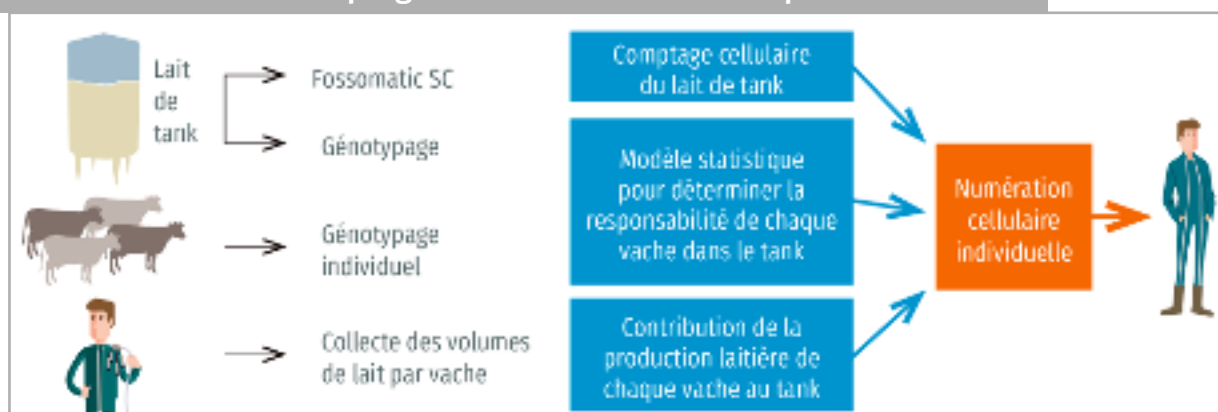 Lait
de
tank
Fossomatic SC
Génotypage
Génotypage
individuel
Collecte des volumes
de lait par vache
Comptage cellulaire
du lait de tank
Modèle statistique
pour déterminer la
responsabilité de chaque
vache dans le tank
Contribution de la
production laitière de
chaque vache au tank
Numération
cellulaire
individuelle